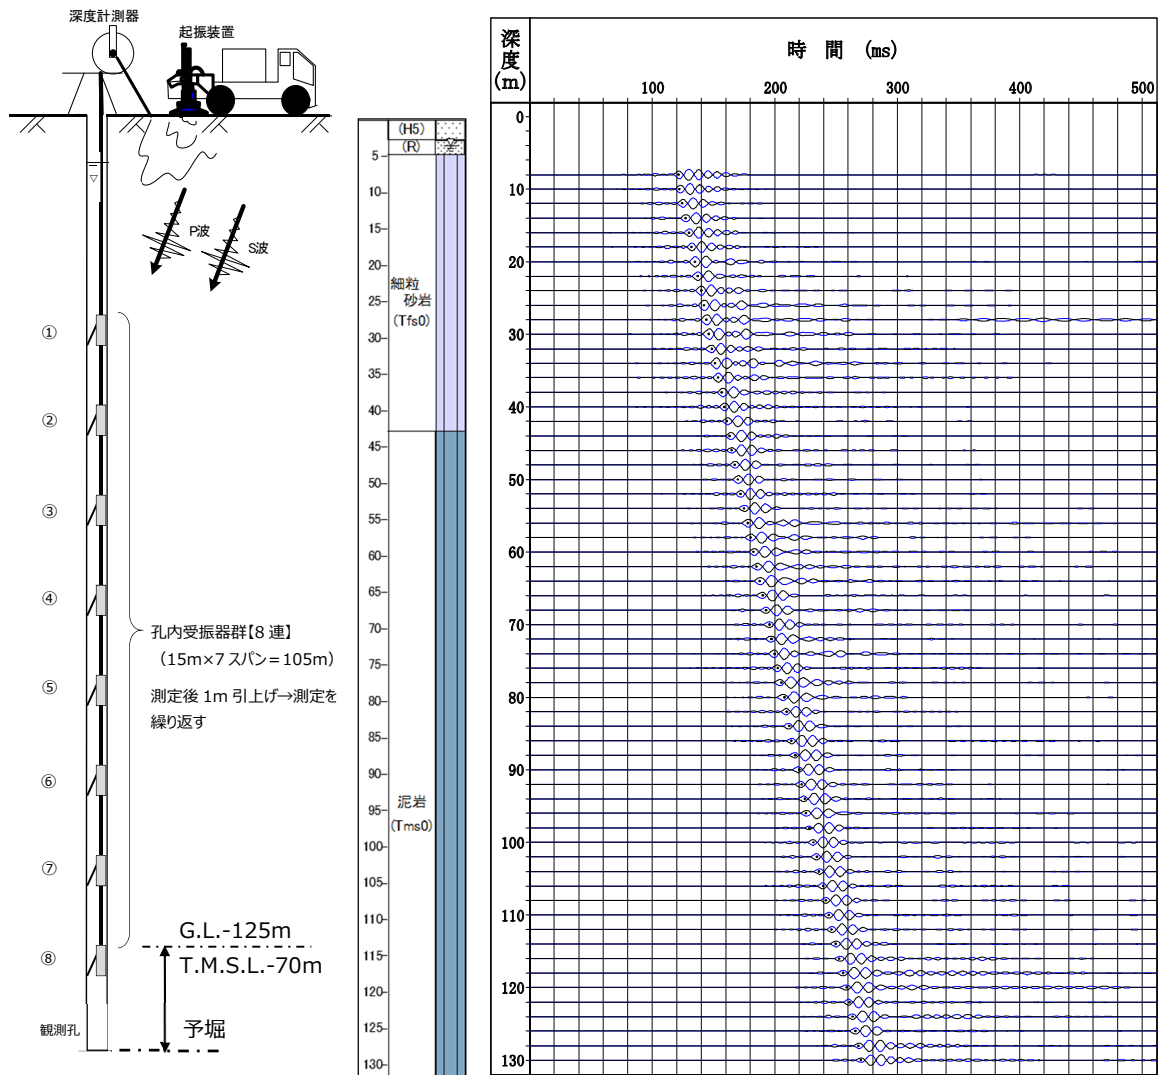 深度計測器
起振装置
P波
S波
①
②
③
④
⑤
⑥
⑦
⑧
孔内受振器群【8 連】
（15m×7 スパン＝105m）
測定後 1m 引上げ→測定を
繰り返す
G.L.-125m
T.M.S.L.-70m
予堀
観測孔
(H5)
(R)
細粒
砂岩
(Tfs0)
泥岩
(Tms0)
5
10
15
20
25
30
35
40
45
50
55
60
65
70
75
80
85
90
95
100
105
110
115
120
125
130
深度
(m)
時 間 (ms)
100
200
300
400
500
0
10
20
30
40
50
60
70
80
90
100
110
120
130